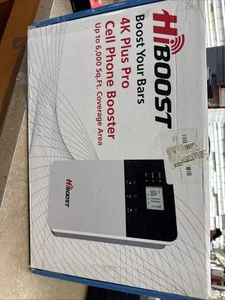 HiBOOST
Boost Your Bars
4K Plus Pro
Cell Phone Booster
Up to 6,000 Sq.Ft. Coverage Area
HiBOOST